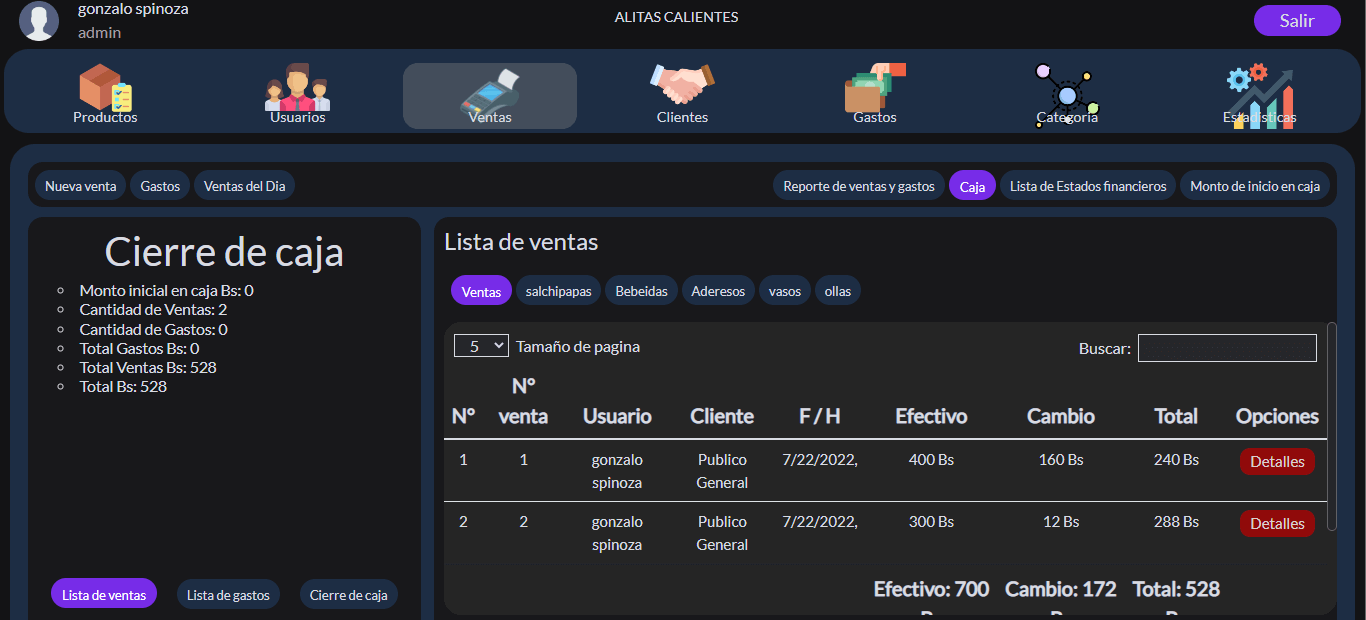 gonzalo spinoza
admin
ALITAS CALIENTES
Salir
Productos
Usuarios
Ventas
Clientes
Gastos
Categoria
Estadisticas
Nueva venta
Gastos
Ventas del Dia
Reporte de ventas y gastos
Caja
Lista de Estados financieros
Monto de inicio en caja
Cierre de caja
Monto inicial en caja Bs: 0
Cantidad de Ventas: 2
Cantidad de Gastos: 0
Total Gastos Bs: 0
Total Ventas Bs: 528
Total Bs: 528
Lista de ventas
Gastos
Lista de gastos
Cierre de caja
Lista de ventas
Ventas
salchipapas
Bebeidas
Aderesos
vasos
ollas
5
Tamaño de pagina
Buscar:
N° N° venta Usuario Cliente F / H Efectivo Cambio Total Opciones
1 1 gonzalo spinoza Publico General 7/22/2022, 400 Bs 160 Bs 240 Bs Detalles
2 2 gonzalo spinoza Publico General 7/22/2022, 300 Bs 12 Bs 288 Bs Detalles
Efectivo: 700 Cambio: 172 Total: 528